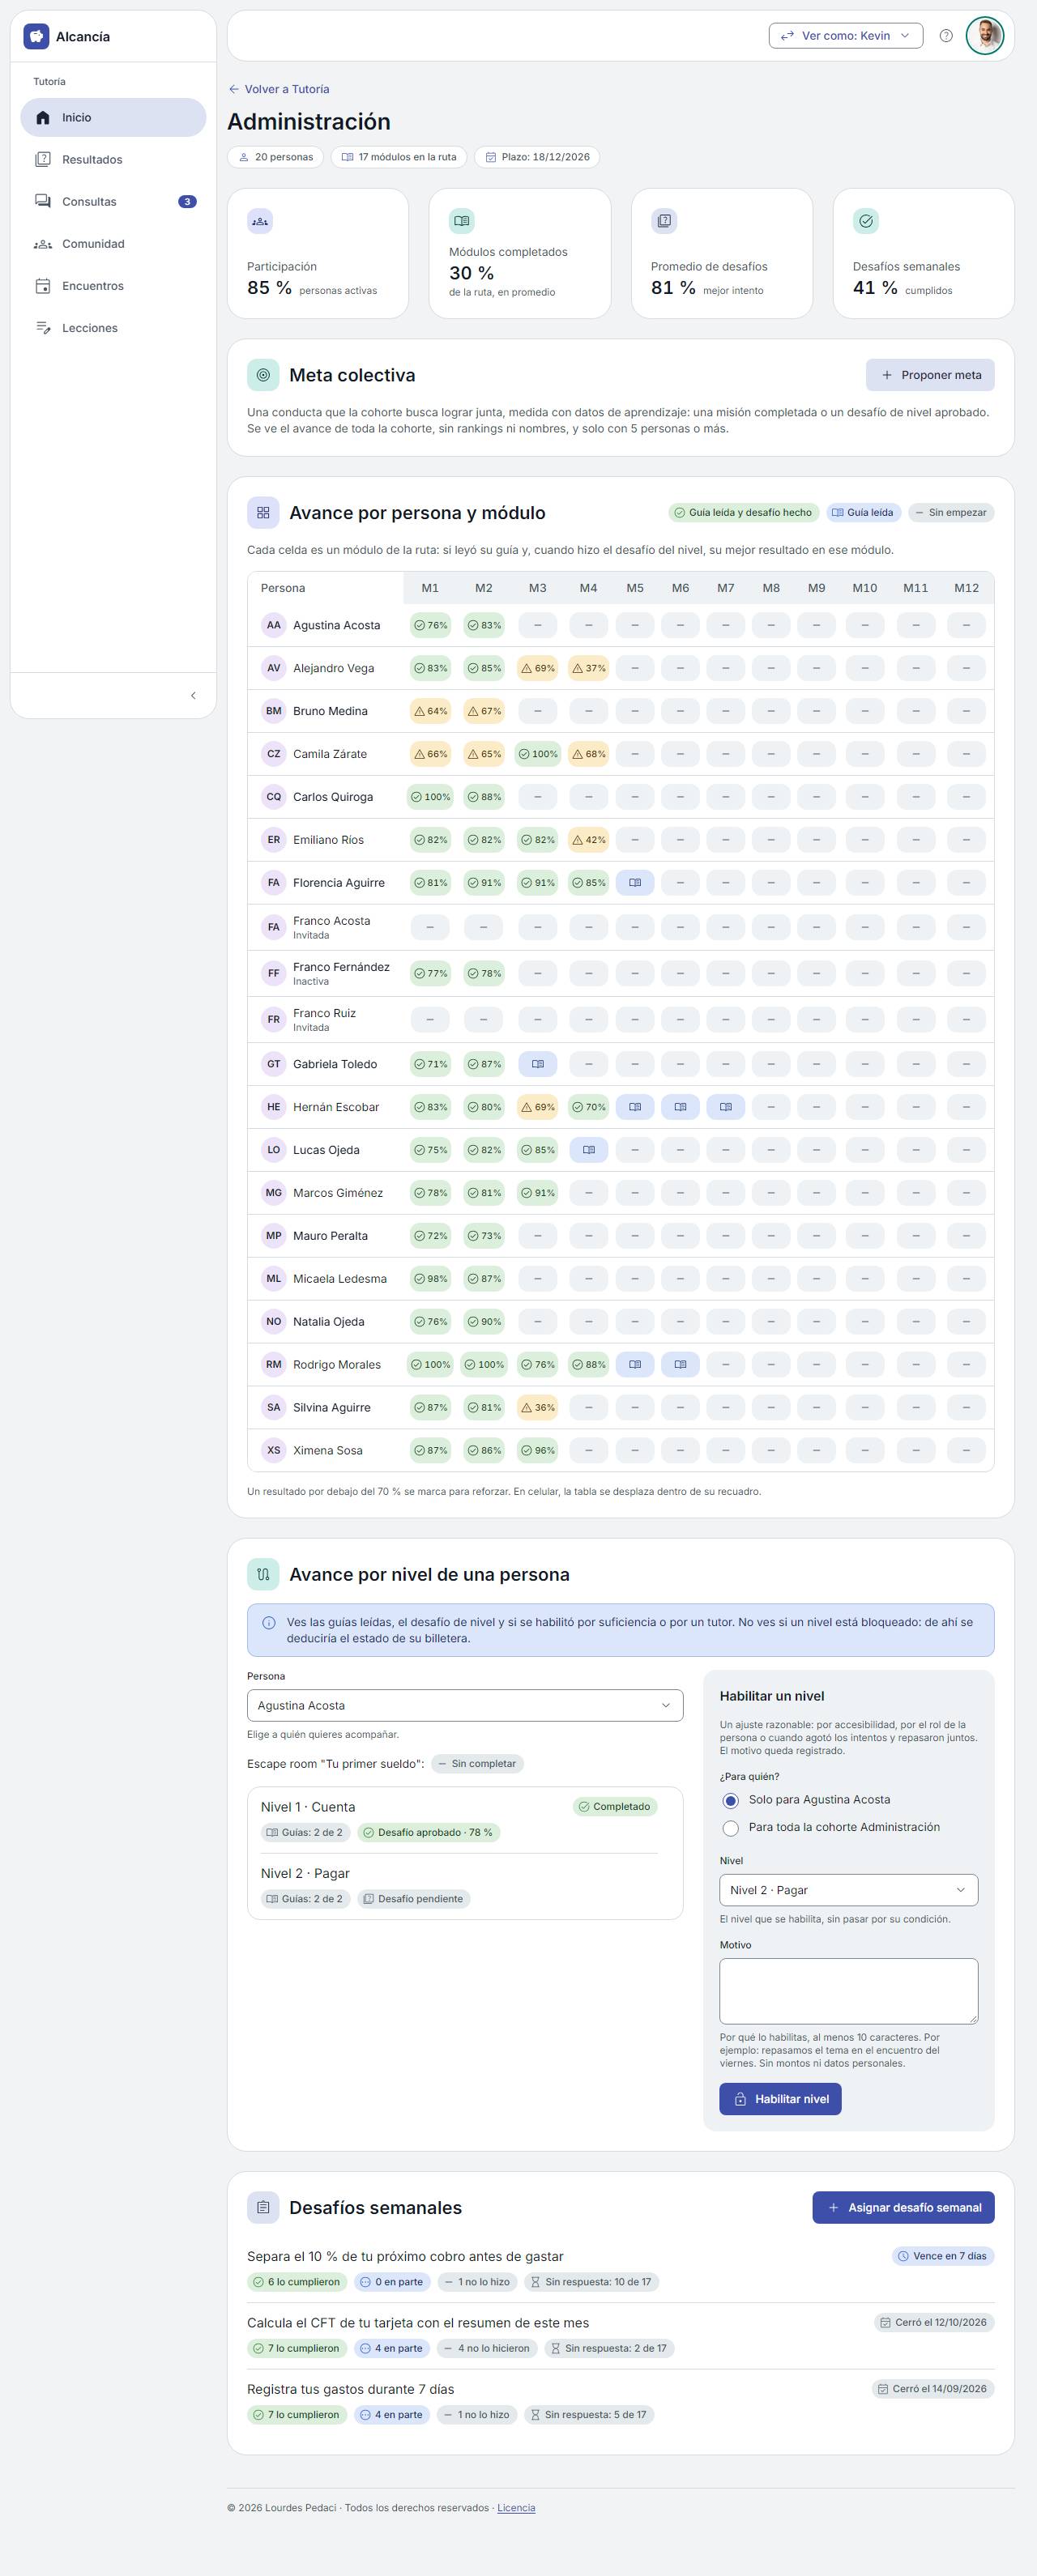 Alcancía
Tutoría
Inicio
Resultados
Consultas 3
Comunidad
Encuentros
Lecciones
Ver como: Kevin
Volver a Tutoría
Administración
20 personas 17 módulos en la ruta Plazo: 18/12/2026
Participación
85 % personas activas
Módulos completados
30 %
de la ruta, en promedio
Promedio de desafíos
81 % mejor intento
Desafíos semanales
41 % cumplidos
Meta colectiva
Proponer meta
Una conducta que la cohorte busca lograr junta, medida con datos de aprendizaje: una misión completada o un desafío de nivel aprobado.
Se ve el avance de toda la cohorte, sin rankings ni nombres, y solo con 5 personas o más.
Avance por persona y módulo
Guía leída y desafío hecho Guía leída – Sin empezar
Cada celda es un módulo de la ruta: si leyó su guía y, cuando hizo el desafío del nivel, su mejor resultado en ese módulo.
Persona M1 M2 M3 M4 M5 M6 M7 M8 M9 M10 M11 M12
AA Agustina Acosta 76% 83% – – – – – – – – – –
AV Alejandro Vega 83% 85% 69% 37% – – – – – – – –
BM Bruno Medina 64% 67% – – – – – – – – – –
CZ Camila Zárate 66% 65% 100% 68% – – – – – – – –
CQ Carlos Quiroga 100% 88% – – – – – – – – – –
ER Emiliano Ríos 82% 82% 82% 42% – – – – – – – –
FA Florencia Aguirre 81% 91% 91% 85% – – – – – – –
FA Franco Acosta – – – – – – – – – – – –
Invitada
FF Franco Fernández 77% 78% – – – – – – – – – –
Inactiva
FR Franco Ruiz – – – – – – – – – – – –
Invitada
GT Gabriela Toledo 71% 87% – – – – – – – – –
HE Hernán Escobar 83% 80% 69% 70% – – – – –
LO Lucas Ojeda 75% 82% 85% – – – – – – – –
MG Marcos Giménez 78% 81% 91% – – – – – – – – –
MP Mauro Peralta 72% 73% – – – – – – – – – –
ML Micaela Ledesma 98% 87% – – – – – – – – – –
NO Natalia Ojeda 76% 90% – – – – – – – – – –
RM Rodrigo Morales 100% 100% 76% 88% – – – – – –
SA Silvina Aguirre 87% 81% 36% – – – – – – – – –
XS Ximena Sosa 87% 86% 96% – – – – – – – – –
Un resultado por debajo del 70 % se marca para reforzar. En celular, la tabla se desplaza dentro de su recuadro.
Avance por nivel de una persona
Ves las guías leídas, el desafío de nivel y si se habilitó por suficiencia o por un tutor. No ves si un nivel está bloqueado: de ahí se
deduciría el estado de su billetera.
Persona
Agustina Acosta
Elige a quién quieres acompañar.
Escape room "Tu primer sueldo": – Sin completar
Nivel 1 · Cuenta Completado
Guías: 2 de 2 Desafío aprobado · 78 %
Nivel 2 · Pagar
Guías: 2 de 2 Desafío pendiente
Habilitar un nivel
Un ajuste razonable: por accesibilidad, por el rol de la
persona o cuando agotó los intentos y repasaron juntos.
El motivo queda registrado.
¿Para quién?
Solo para Agustina Acosta
Para toda la cohorte Administración
Nivel
Nivel 2 · Pagar
El nivel que se habilita, sin pasar por su condición.
Motivo
Por qué lo habilitas, al menos 10 caracteres. Por
ejemplo: repasamos el tema en el encuentro del
viernes. Sin montos ni datos personales.
Habilitar nivel
Desafíos semanales
Asignar desafío semanal
Separa el 10 % de tu próximo cobro antes de gastar Vence en 7 días
6 lo cumplieron 0 en parte – 1 no lo hizo Sin respuesta: 10 de 17
Calcula el CFT de tu tarjeta con el resumen de este mes Cerró el 12/10/2026
7 lo cumplieron 4 en parte – 4 no lo hicieron Sin respuesta: 2 de 17
Registra tus gastos durante 7 días Cerró el 14/09/2026
7 lo cumplieron 4 en parte – 1 no lo hizo Sin respuesta: 5 de 17
© 2026 Lourdes Pedaci · Todos los derechos reservados · Licencia